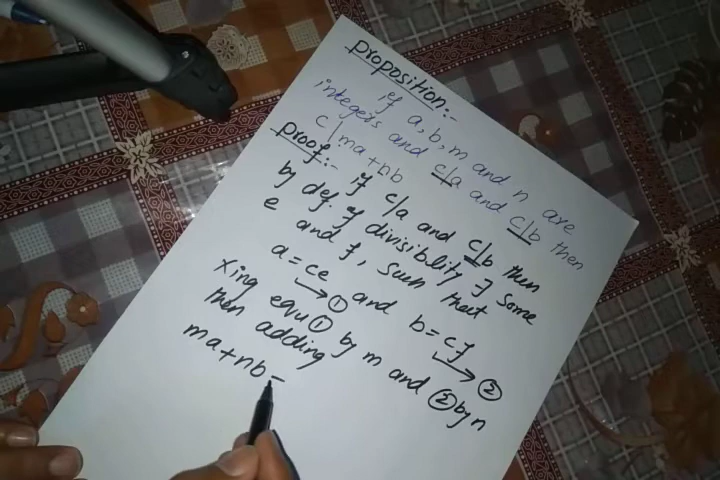 proposition:-
if a, b, m and n are
integers and c/a and c/b then
c | ma+nb
proof:- if c/a and c/b then
by def. of divisiblity, ∃ some
e and f, such that
a = ce and b = cf
→① →②
xing equ① by m and ②by n
then adding
ma+nb=